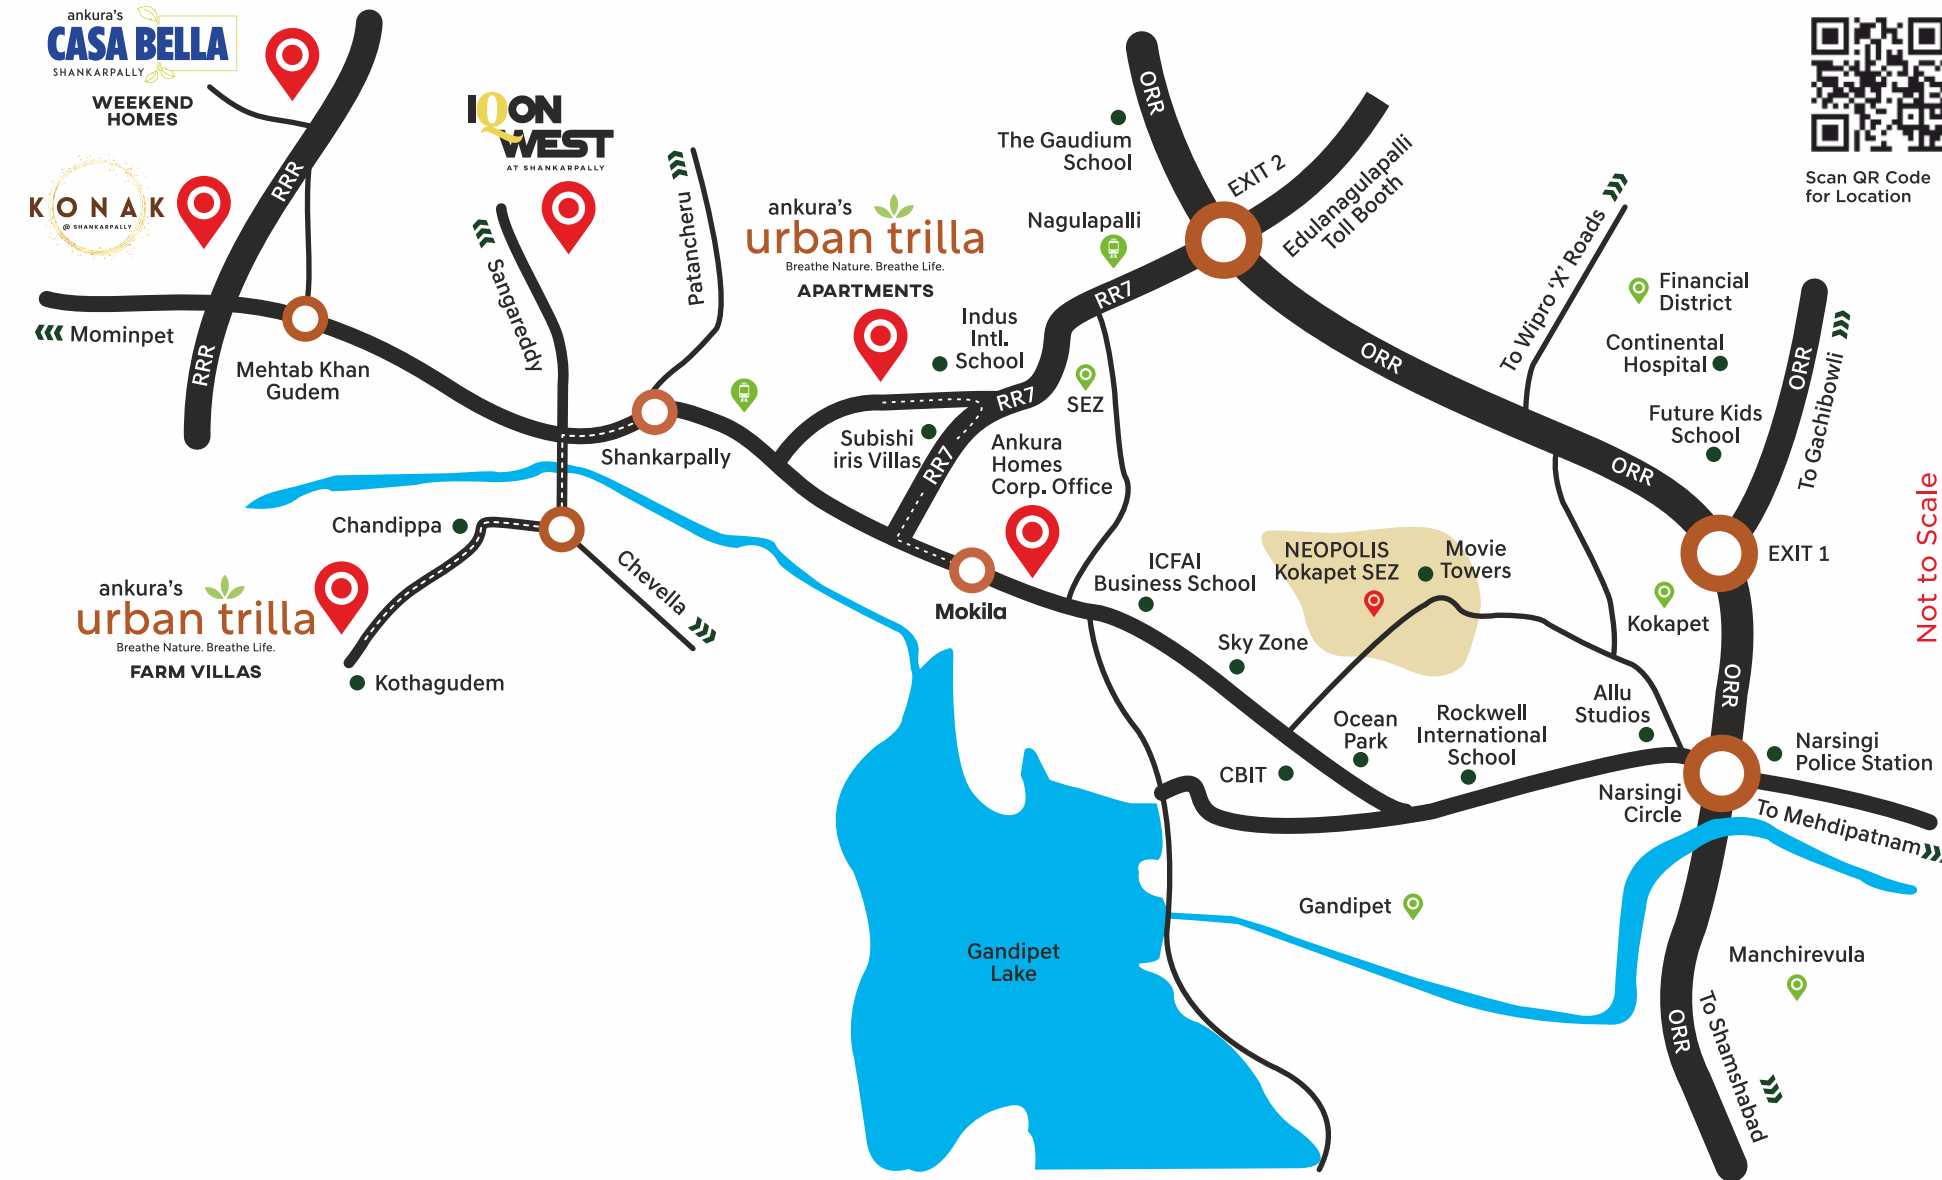 ankura's
CASA BELLA
SHANKARPALLY
WEEKEND
HOMES
KONAK
@ SHANKARPALLY
RRR
RRR
Mominpet
Mehtab Khan
Gudem
IQON
WEST
AT SHANKARPALLY
Sangareddy
Patancheru
Shankarpally
ankura's
urban trilla
Breathe Nature. Breathe Life.
APARTMENTS
Indus
Intl.
School
Subishi
iris Villas
RR7
RR7
RR7
Nagulapalli
The Gaudium
School
ORR
EXIT 2
Edulanagulapalli
Toll Booth
SEZ
Ankura
Homes
Corp. Office
Mokila
Chandippa
Chevella
ankura's
urban trilla
Breathe Nature. Breathe Life.
FARM VILLAS
Kothagudem
ICFAI
Business School
Sky Zone
NEOPOLIS
Kokapet SEZ
Movie
Towers
ORR
To Wipro ‘X’ Roads
Financial
District
Continental
Hospital
Future Kids
School
ORR
ORR
To Gachibowli
EXIT 1
Kokapet
ORR
Allu
Studios
Rockwell
International
School
Ocean
Park
CBIT
Narsingi
Circle
Narsingi
Police Station
To Mehdipatnam
Gandipet
Gandipet
Lake
Manchirevula
ORR
To Shamshabad
Scan QR Code
for Location
Not to Scale